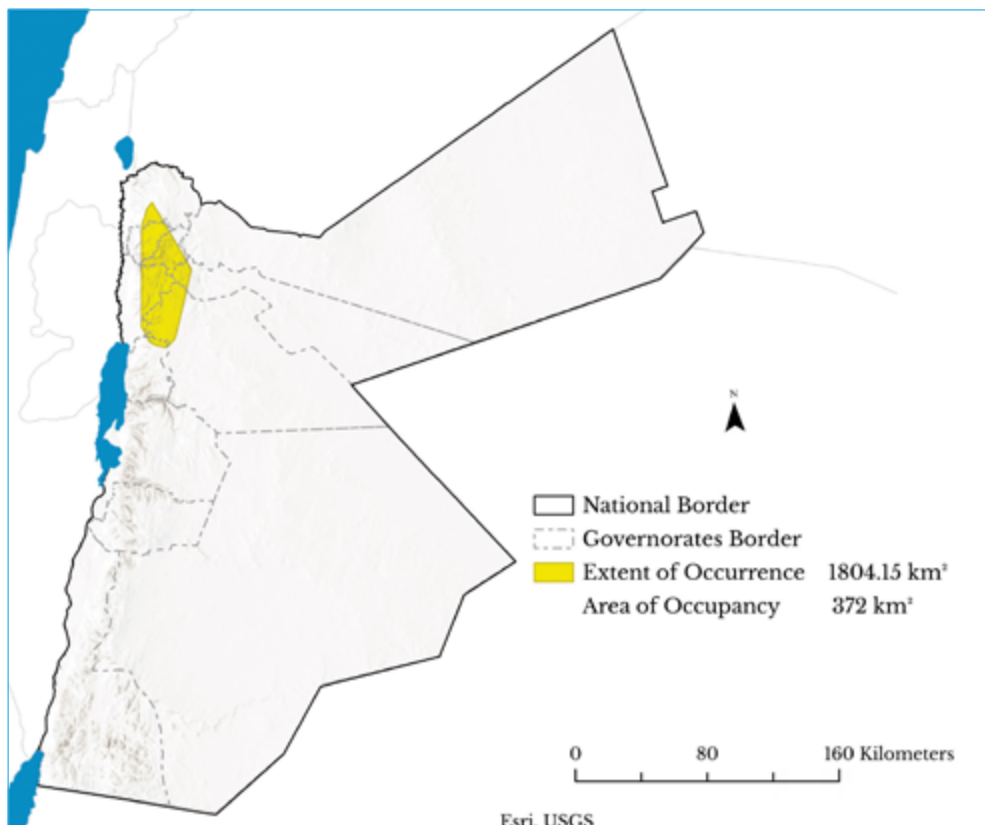 N
National Border
Governorates Border
Extent of Occurrence 1804.15 km²
Area of Occupancy 372 km²
0 80 160 Kilometers
Esri, USGS